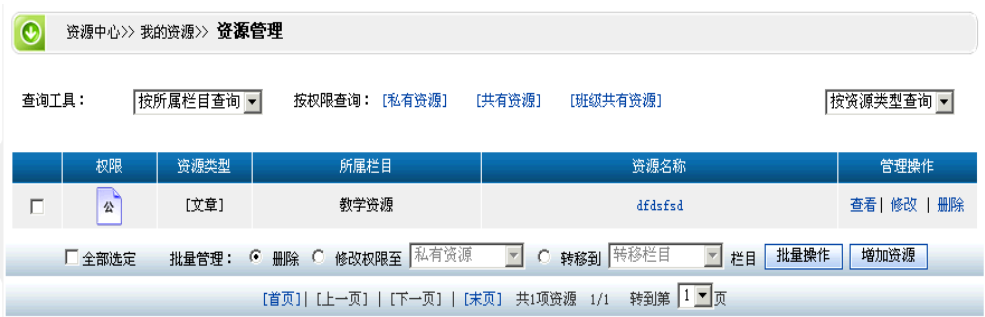 资源中心>> 我的资源>> 资源管理
查询工具： 按所属栏目查询 按权限查询： [私有资源] [共有资源] [班级共有资源] 按资源类型查询
权限 资源类型 所属栏目 资源名称 管理操作
公 [文章] 教学资源 dfdsfsd 查看| 修改 | 删除
全部选定 批量管理： 删除 修改权限至 私有资源 转移到 转移栏目 栏目 批量操作 增加资源
[首页]| [上一页] | [下一页] | [末页] 共1项资源 1/1 转到第 1 页